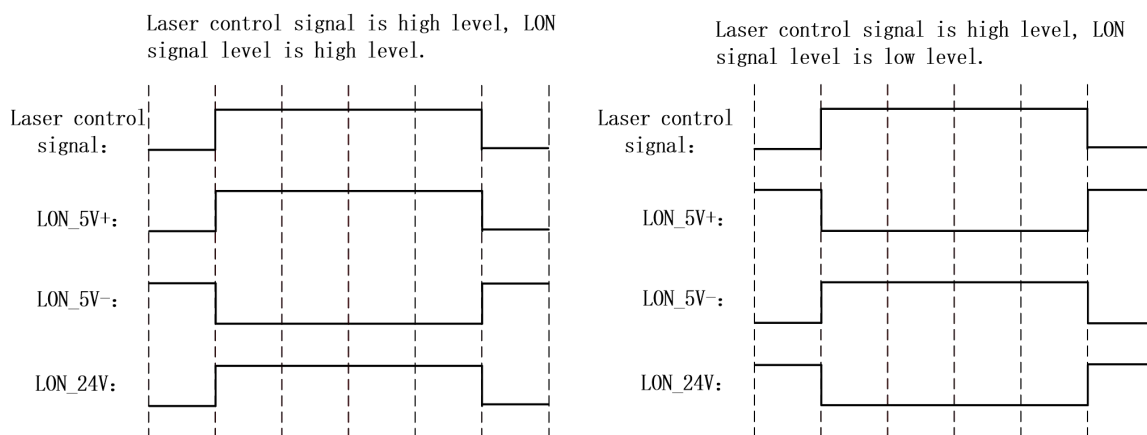 Laser control signal is high level, LON
signal level is high level.
Laser control
signal:
LON_5V+:
LON_5V-:
LON_24V:
Laser control signal is high level, LON
signal level is low level.
Laser control
signal:
LON_5V+:
LON_5V-:
LON_24V: